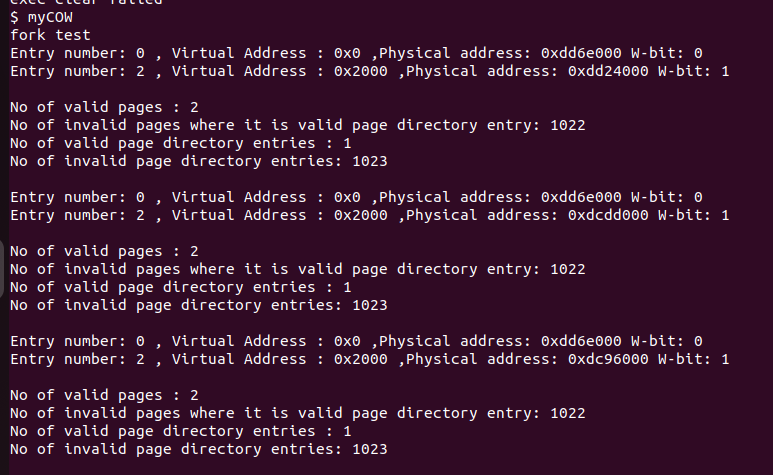 exec clear failed
$ myCOW
fork test
Entry number: 0 , Virtual Address : 0x0 ,Physical address: 0xdd6e000 W-bit: 0
Entry number: 2 , Virtual Address : 0x2000 ,Physical address: 0xdd24000 W-bit: 1
No of valid pages : 2
No of invalid pages where it is valid page directory entry: 1022
No of valid page directory entries : 1
No of invalid page directory entries: 1023
Entry number: 0 , Virtual Address : 0x0 ,Physical address: 0xdd6e000 W-bit: 0
Entry number: 2 , Virtual Address : 0x2000 ,Physical address: 0xdcdd000 W-bit: 1
No of valid pages : 2
No of invalid pages where it is valid page directory entry: 1022
No of valid page directory entries : 1
No of invalid page directory entries: 1023
Entry number: 0 , Virtual Address : 0x0 ,Physical address: 0xdd6e000 W-bit: 0
Entry number: 2 , Virtual Address : 0x2000 ,Physical address: 0xdc96000 W-bit: 1
No of valid pages : 2
No of invalid pages where it is valid page directory entry: 1022
No of valid page directory entries : 1
No of invalid page directory entries: 1023